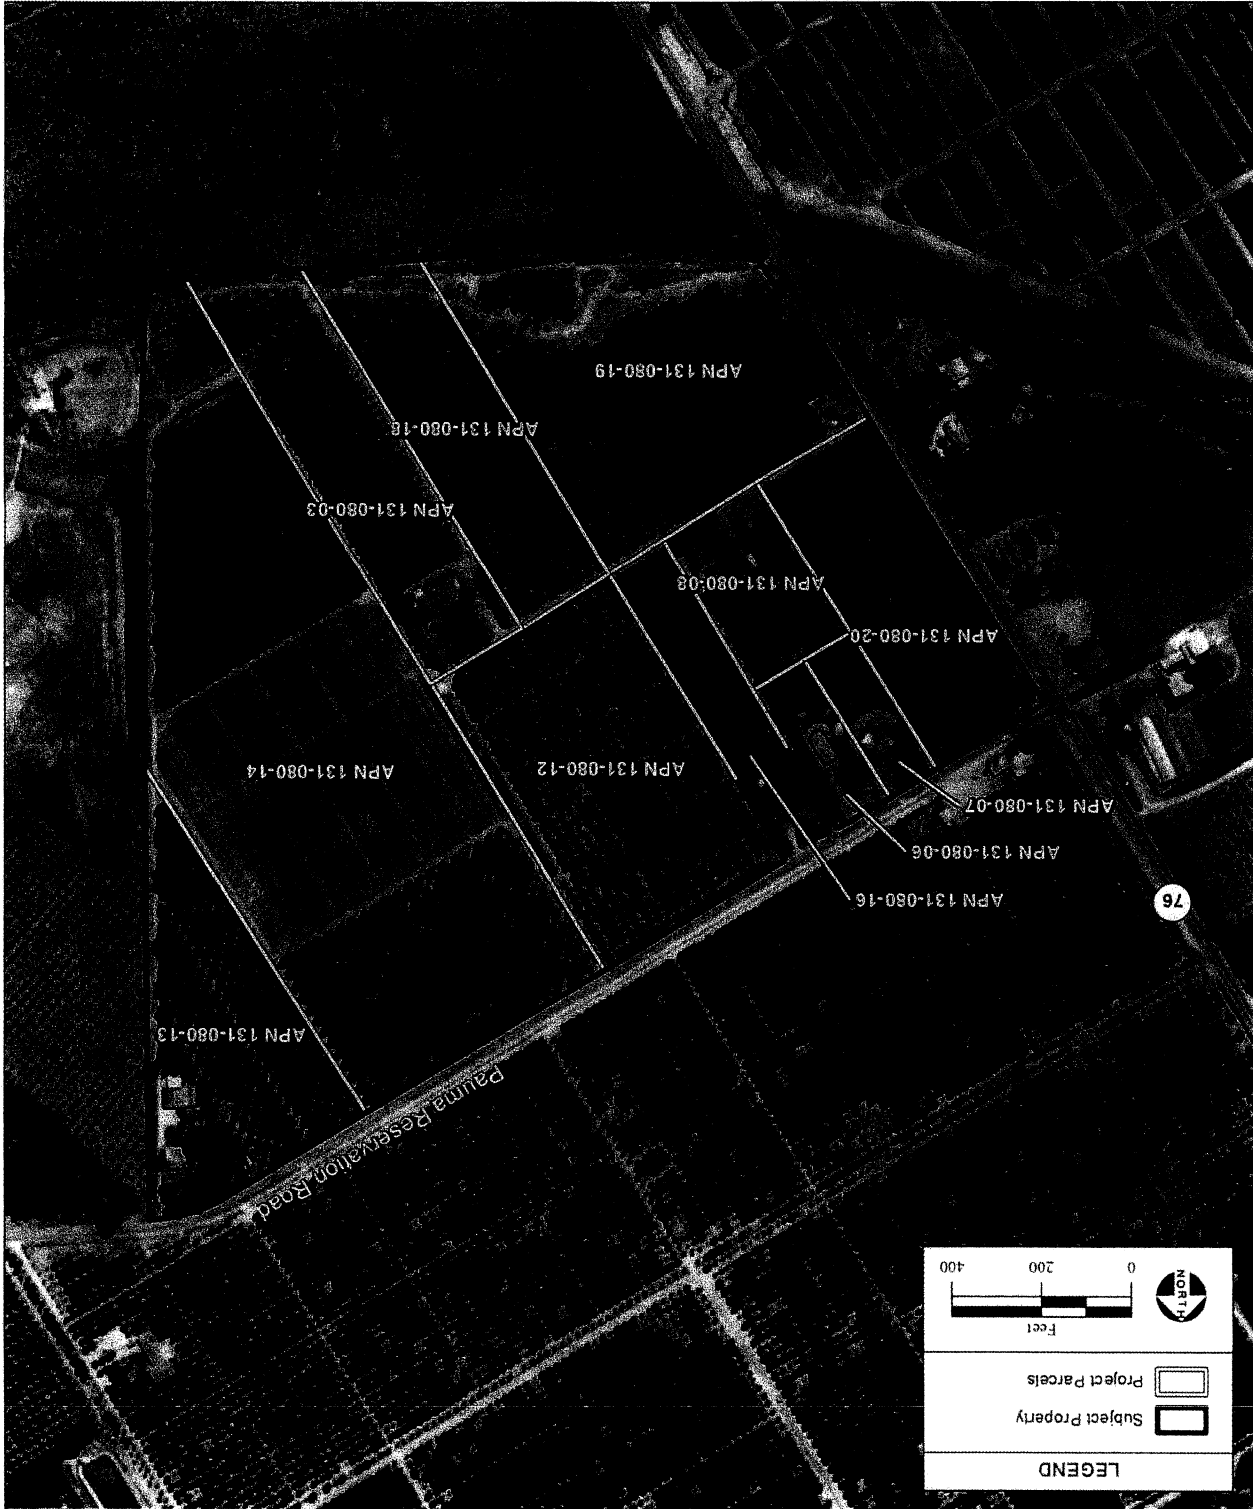 LEGEND
Subject Property
Project Parcels
NORTH
Feet
0 200 400
76
Pauma Reservation Road
APN 131-080-13
APN 131-080-16
APN 131-080-06
APN 131-080-07
APN 131-080-12
APN 131-080-14
APN 131-080-20
APN 131-080-08
APN 131-080-03
APN 131-080-18
APN 131-080-19